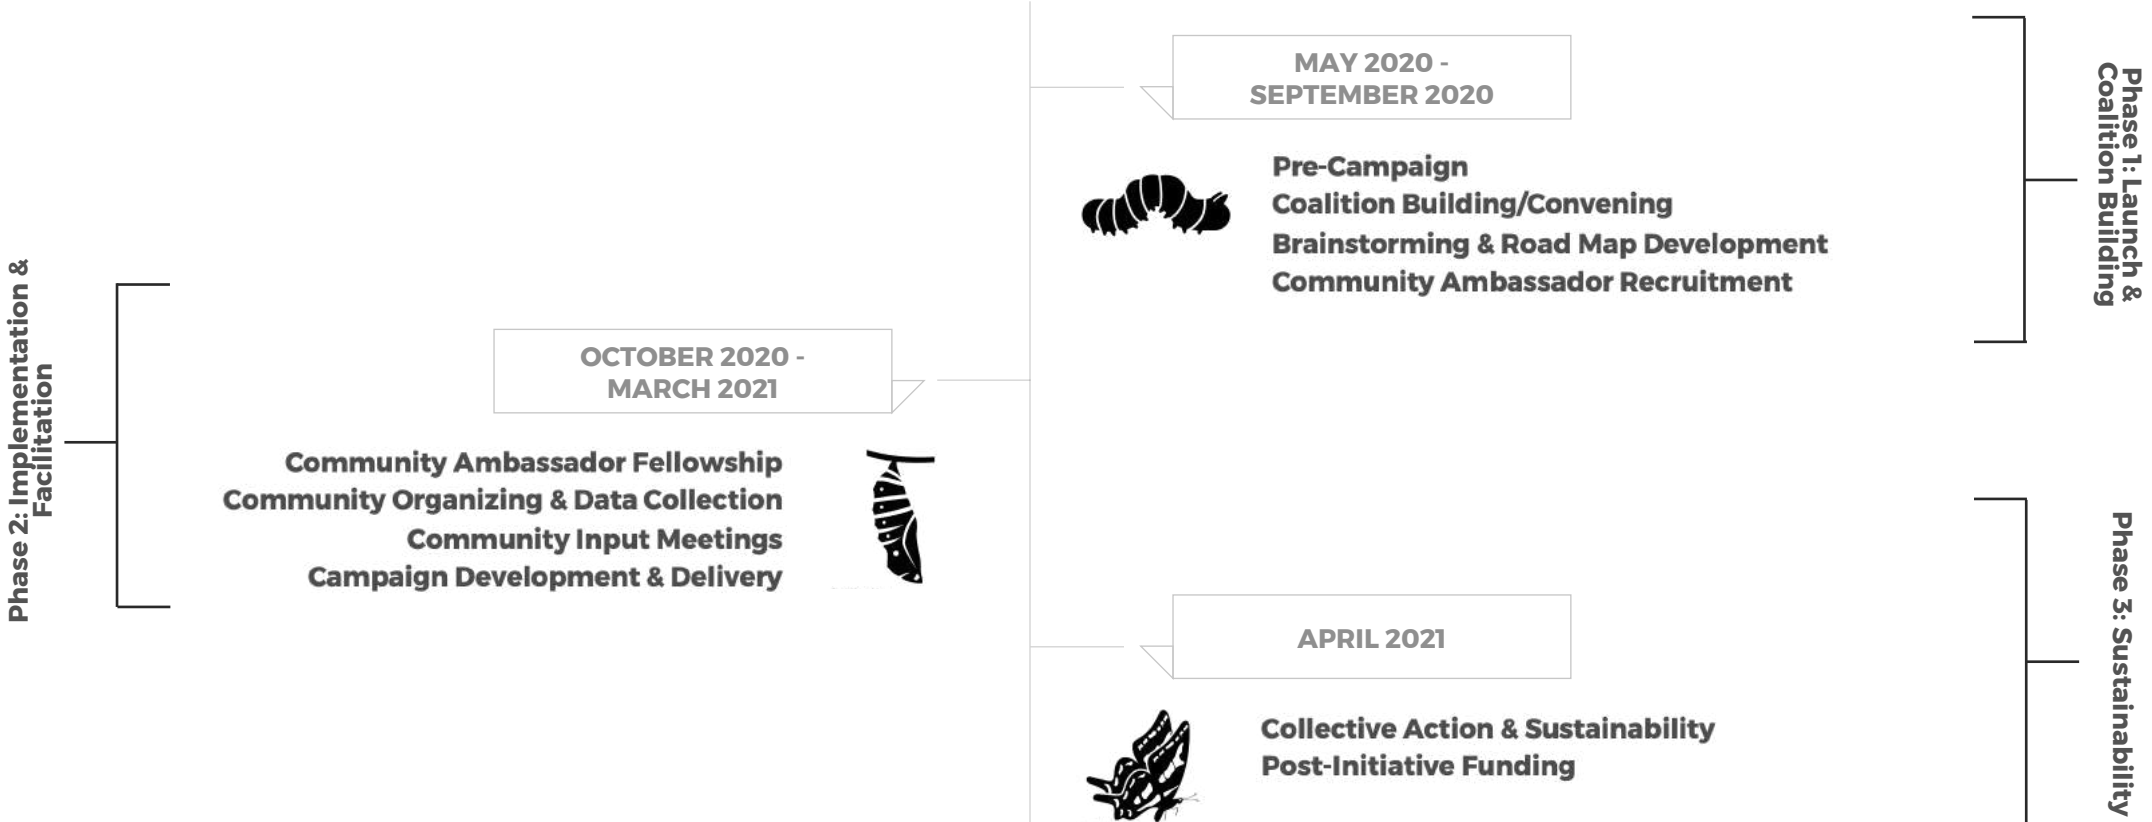 MAY 2020 -
SEPTEMBER 2020
Pre-Campaign
Coalition Building/Convening
Brainstorming & Road Map Development
Community Ambassador Recruitment
Phase 1: Launch &
Coalition Building
OCTOBER 2020 -
MARCH 2021
Community Ambassador Fellowship
Community Organizing & Data Collection
Community Input Meetings
Campaign Development & Delivery
Phase 2: Implementation &
Facilitation
APRIL 2021
Collective Action & Sustainability
Post-Initiative Funding
Phase 3: Sustainability